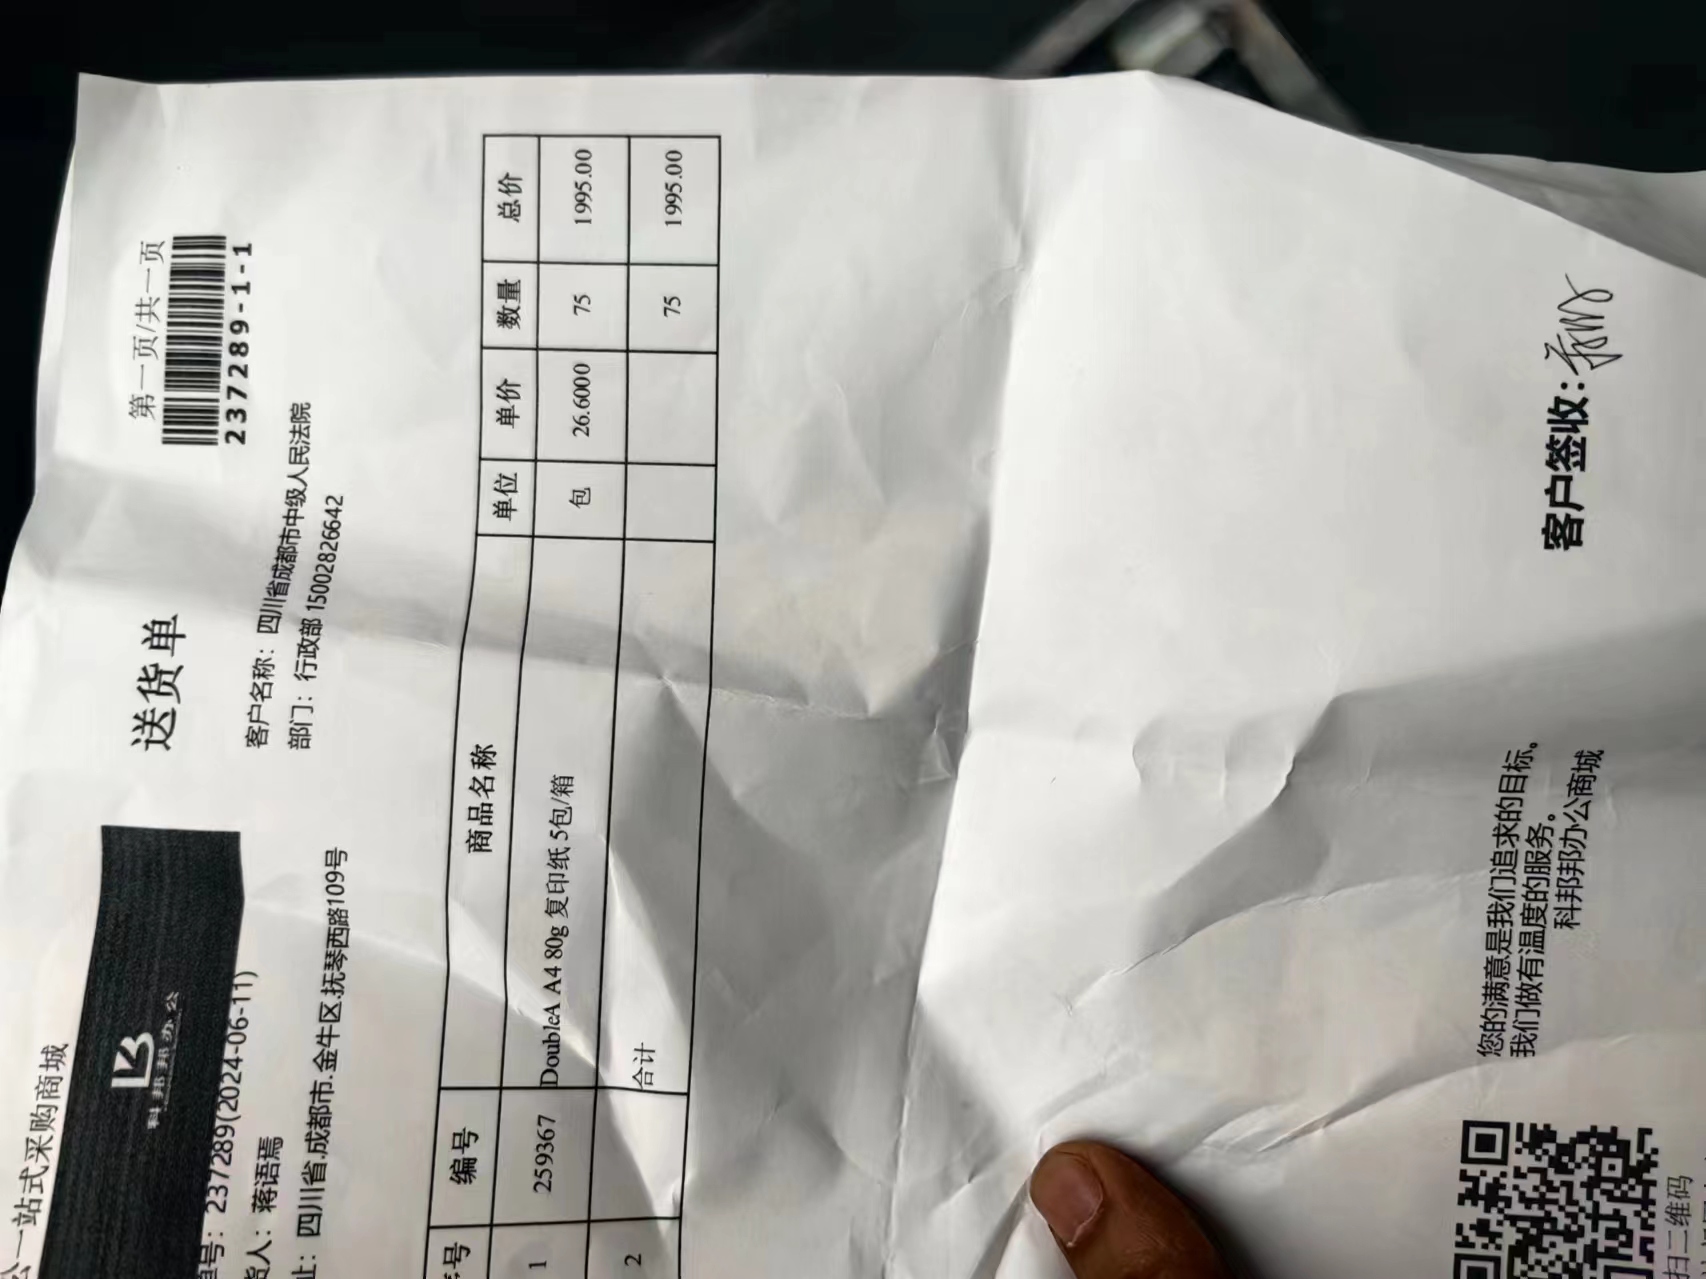 公一站式采购商城
科邦邦办公
送货单
第一页/共一页
237289-1-1
单号：237289(2024-06-11)
客户名称：四川省成都市中级人民法院
货人：蒋语焉
部门：行政部 15002826642
址：四川省.成都市.金牛区.抚琴西路109号
号 编号 商品名称 单位 单价 数量 总价
1 259367 DoubleA A4 80g 复印纸 5包/箱 包 26.6000 75 1995.00
2 合计 75 1995.00
您的满意是我们追求的目标。
我们做有温度的服务。
科邦邦办公商城
客户签收：
扫二维码